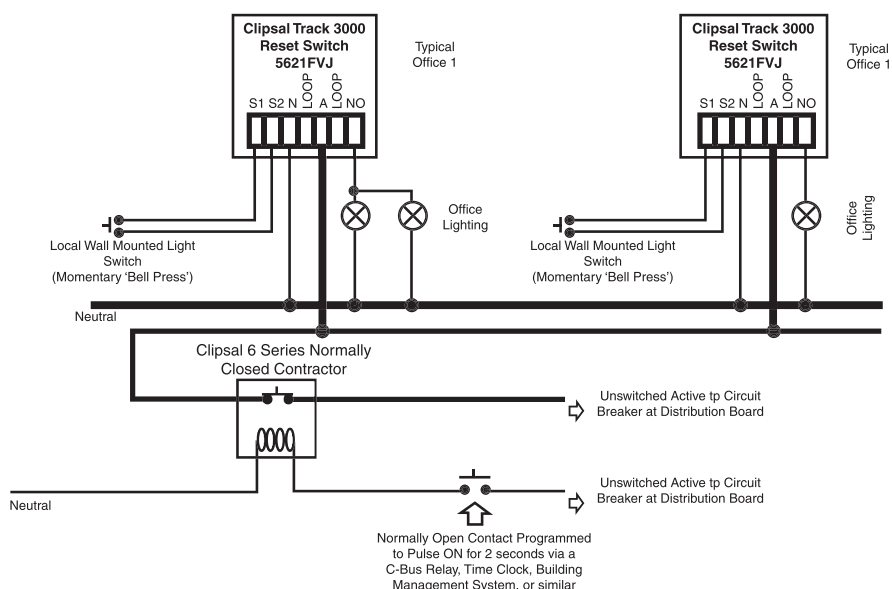 Clipsal Track 3000
Reset Switch
5621FVJ
S1 S2 N LOOP A LOOP NO
Typical
Office 1
Office
Lighting
Local Wall Mounted Light
Switch
(Momentary ‘Bell Press’)
Clipsal Track 3000
Reset Switch
5621FVJ
S1 S2 N LOOP A LOOP NO
Typical
Office 1
Office
Lighting
Local Wall Mounted Light
Switch
(Momentary ‘Bell Press’)
Neutral
Clipsal 6 Series Normally
Closed Contractor
Unswitched Active tp Circuit
Breaker at Distribution Board
Unswitched Active tp Circuit
Breaker at Distribution Board
Neutral
Normally Open Contact Programmed
to Pulse ON for 2 seconds via a
C-Bus Relay, Time Clock, Building
Management System, or similar